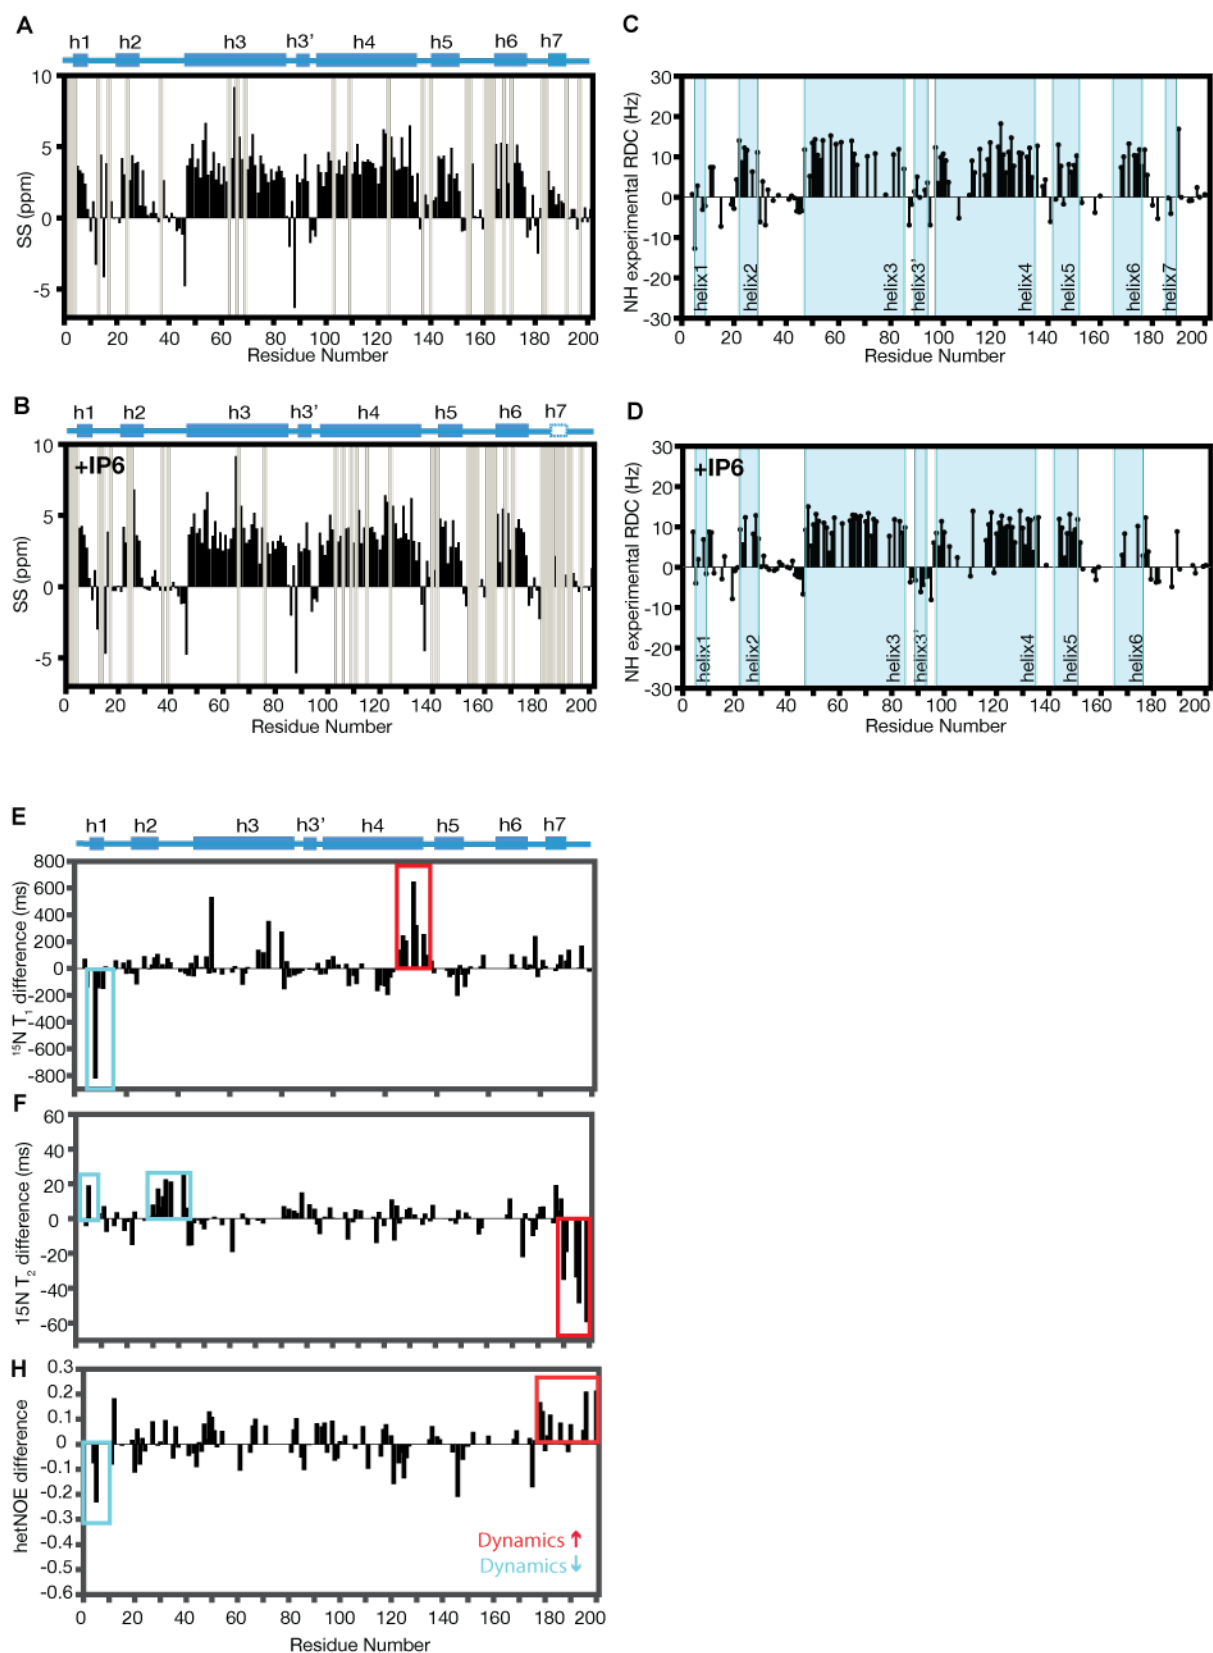 A
h1 h2 h3 h3' h4 h5 h6 h7
10
5
0
-5
SS (ppm)
0 20 40 60 80 100 120 140 160 180 200
Residue Number
C
30
20
10
0
-10
-20
-30
NH experimental RDC (Hz)
helix1 helix2 helix3 helix3' helix4 helix5 helix6 helix7
0 20 40 60 80 100 120 140 160 180 200
Residue Number
B
h1 h2 h3 h3' h4 h5 h6 h7
+IP6
10
5
0
-5
SS (ppm)
0 20 40 60 80 100 120 140 160 180 200
Residue Number
D
+IP6
30
20
10
0
-10
-20
-30
NH experimental RDC (Hz)
helix1 helix2 helix3 helix3' helix4 helix5 helix6
0 20 40 60 80 100 120 140 160 180 200
Residue Number
E
h1 h2 h3 h3' h4 h5 h6 h7
800
600
400
200
0
-200
-400
-600
-800
15N T1 difference (ms)
F
60
40
20
0
-20
-40
-60
15N T2 difference (ms)
H
0.3
0.2
0.1
0
-0.1
-0.2
-0.3
-0.4
-0.5
-0.6
hetNOE difference
Dynamics ↑
Dynamics ↓
0 20 40 60 80 100 120 140 160 180 200
Residue Number